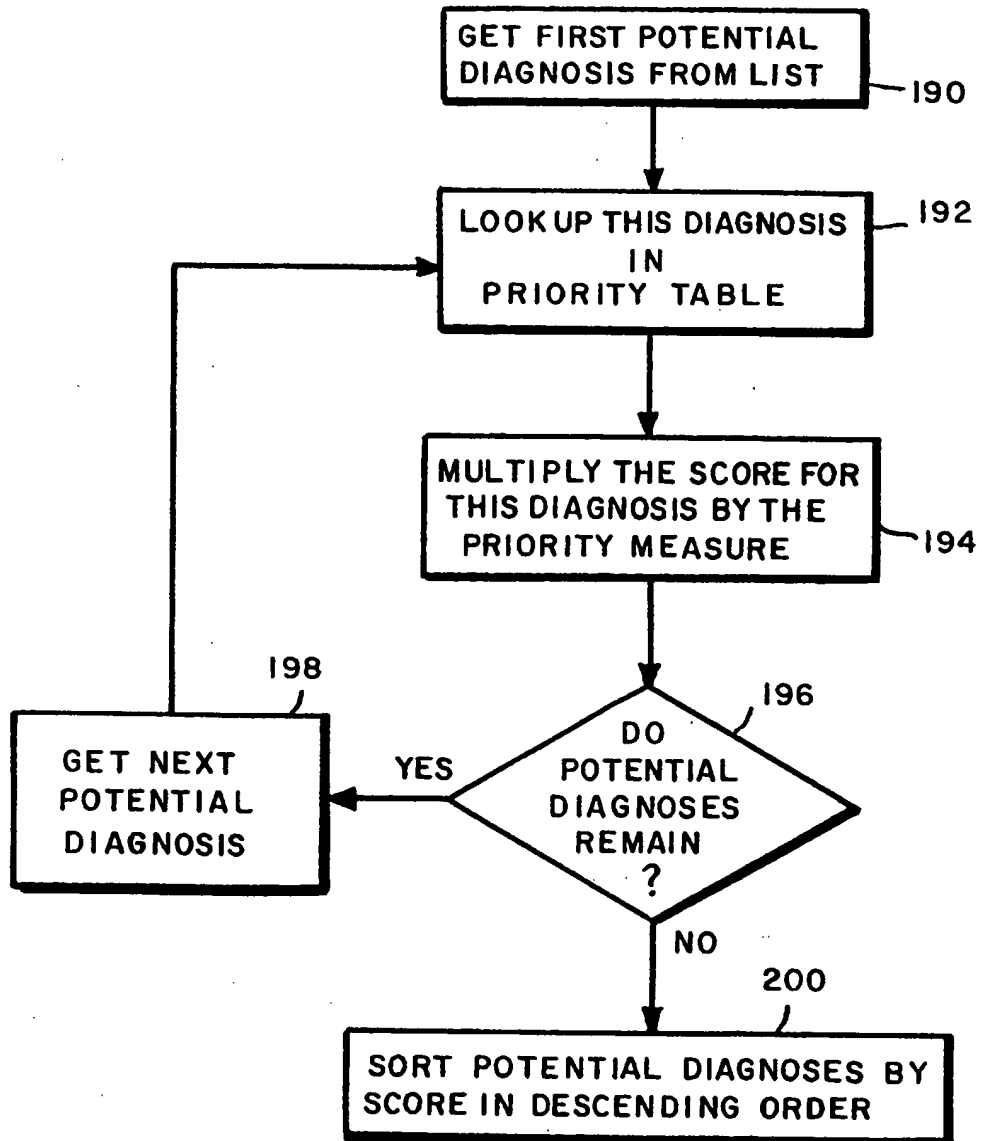 GET FIRST POTENTIAL
DIAGNOSIS FROM LIST
190
LOOK UP THIS DIAGNOSIS
IN
PRIORITY TABLE
192
MULTIPLY THE SCORE FOR
THIS DIAGNOSIS BY THE
PRIORITY MEASURE
194
DO
POTENTIAL
DIAGNOSES
REMAIN
?
196
YES
198
GET NEXT
POTENTIAL
DIAGNOSIS
NO
200
SORT POTENTIAL DIAGNOSES BY
SCORE IN DESCENDING ORDER